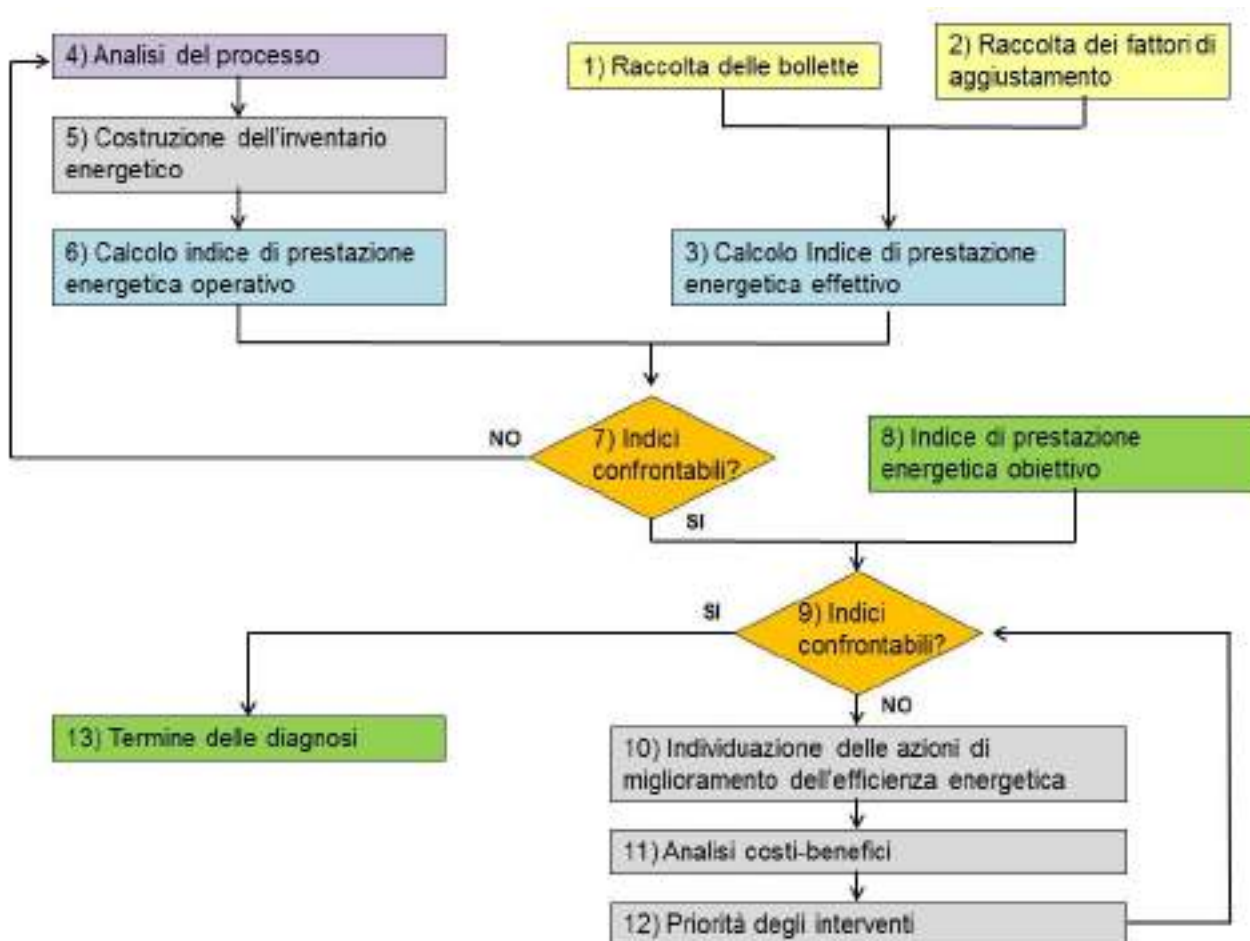 4) Analisi del processo
1) Raccolta delle bollette
2) Raccolta dei fattori di
aggiustamento
5) Costruzione dell'inventario
energetico
6) Calcolo indice di prestazione
energetica operativo
3) Calcolo Indice di prestazione
energetica effettivo
NO
7) Indici
confrontabili?
8) Indice di prestazione
energetica obiettivo
SI
SI
9) Indici
confrontabili?
NO
13) Termine delle diagnosi
10) Individuazione delle azioni di
miglioramento dell'efficienza energetica
11) Analisi costi-benefici
12) Priorità degli interventi